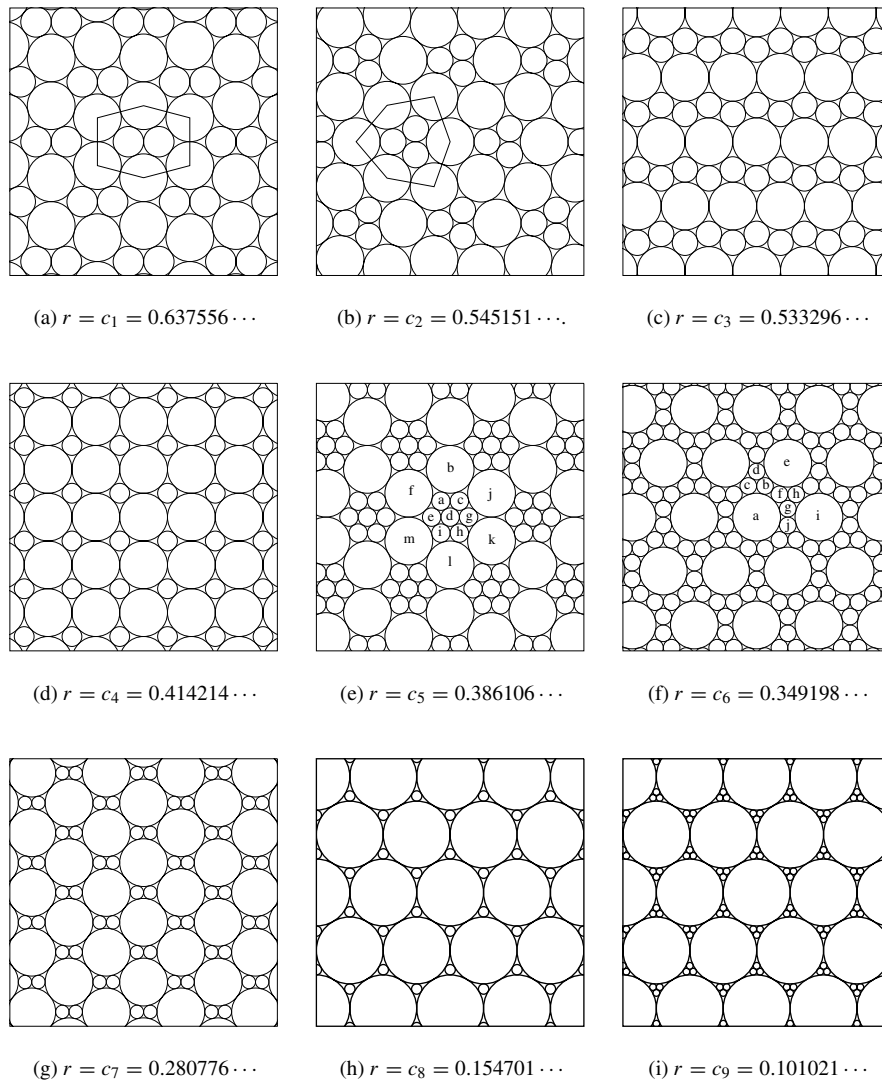 (a) r = c₁ = 0.637556 ···
(b) r = c₂ = 0.545151 ···.
(c) r = c₃ = 0.533296 ···
b
f
a
c
j
e
d
g
m
i
h
k
l
e
d
c
b
f
h
a
g
i
j
(d) r = c₄ = 0.414214 ···
(e) r = c₅ = 0.386106 ···
(f) r = c₆ = 0.349198 ···
(g) r = c₇ = 0.280776 ···
(h) r = c₈ = 0.154701 ···
(i) r = c₉ = 0.101021 ···